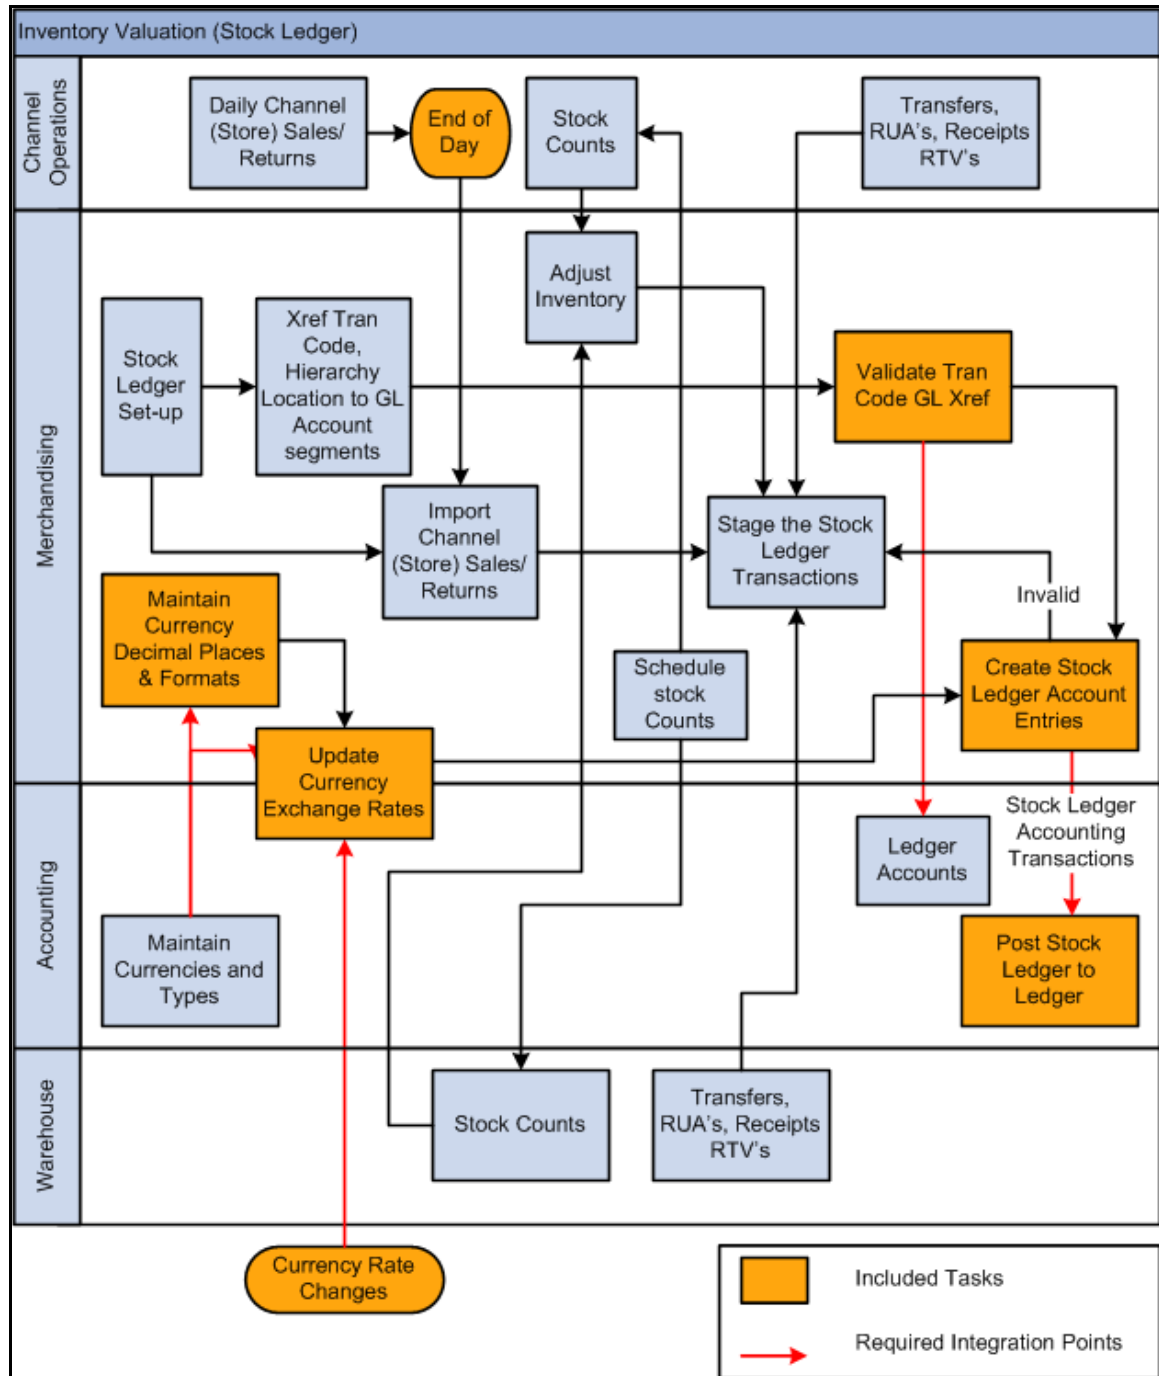 Inventory Valuation (Stock Ledger)
Channel
Operations
Daily Channel
(Store) Sales/
Returns
End of
Day
Stock
Counts
Transfers,
RUA's, Receipts
RTV's
Merchandising
Adjust
Inventory
Stock
Ledger
Set-up
Xref Tran
Code,
Hierarchy
Location to GL
Account
segments
Validate Tran
Code GL Xref
Import
Channel
(Store) Sales/
Returns
Stage the Stock
Ledger
Transactions
Invalid
Maintain
Currency
Decimal Places
& Formats
Schedule
stock
Counts
Create Stock
Ledger Account
Entries
Update
Currency
Exchange Rates
Accounting
Stock Ledger
Accounting
Transactions
Ledger
Accounts
Maintain
Currencies and
Types
Post Stock
Ledger to
Ledger
Warehouse
Stock Counts
Transfers,
RUA's, Receipts
RTV's
Currency Rate
Changes
Included Tasks
Required Integration Points